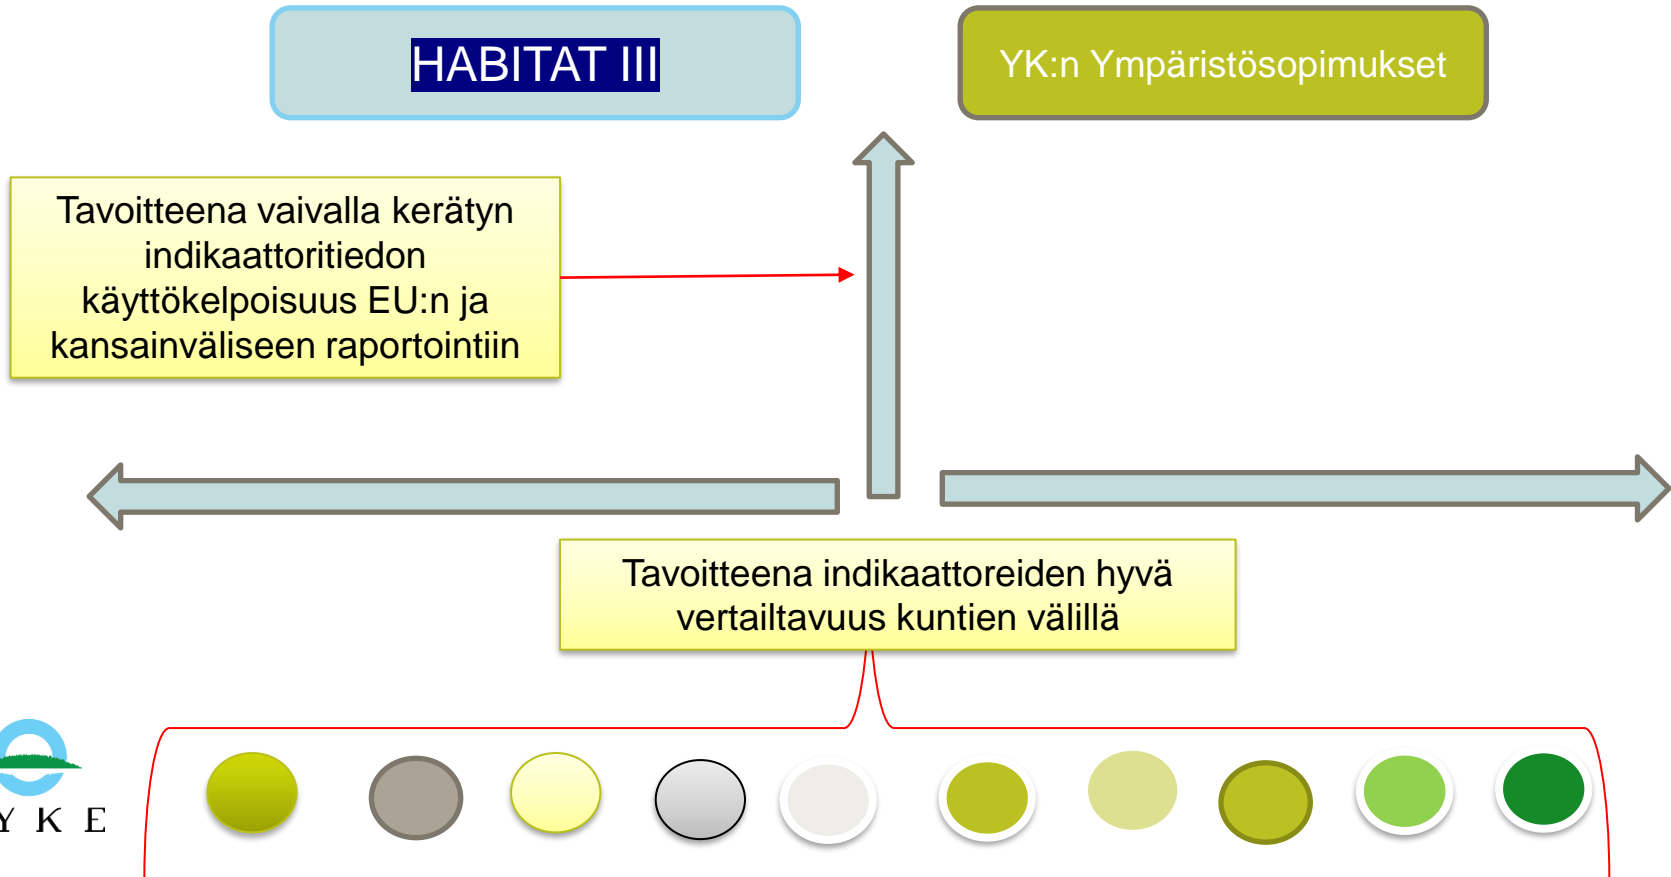 HABITAT III
YK:n Ympäristösopimukset
Tavoitteena vaivalla kerätyn
indikaattoritiedon
käyttökelpoisuus EU:n ja
kansainväliseen raportointiin
Tavoitteena indikaattoreiden hyvä
vertailtavuus kuntien välillä
Y K E